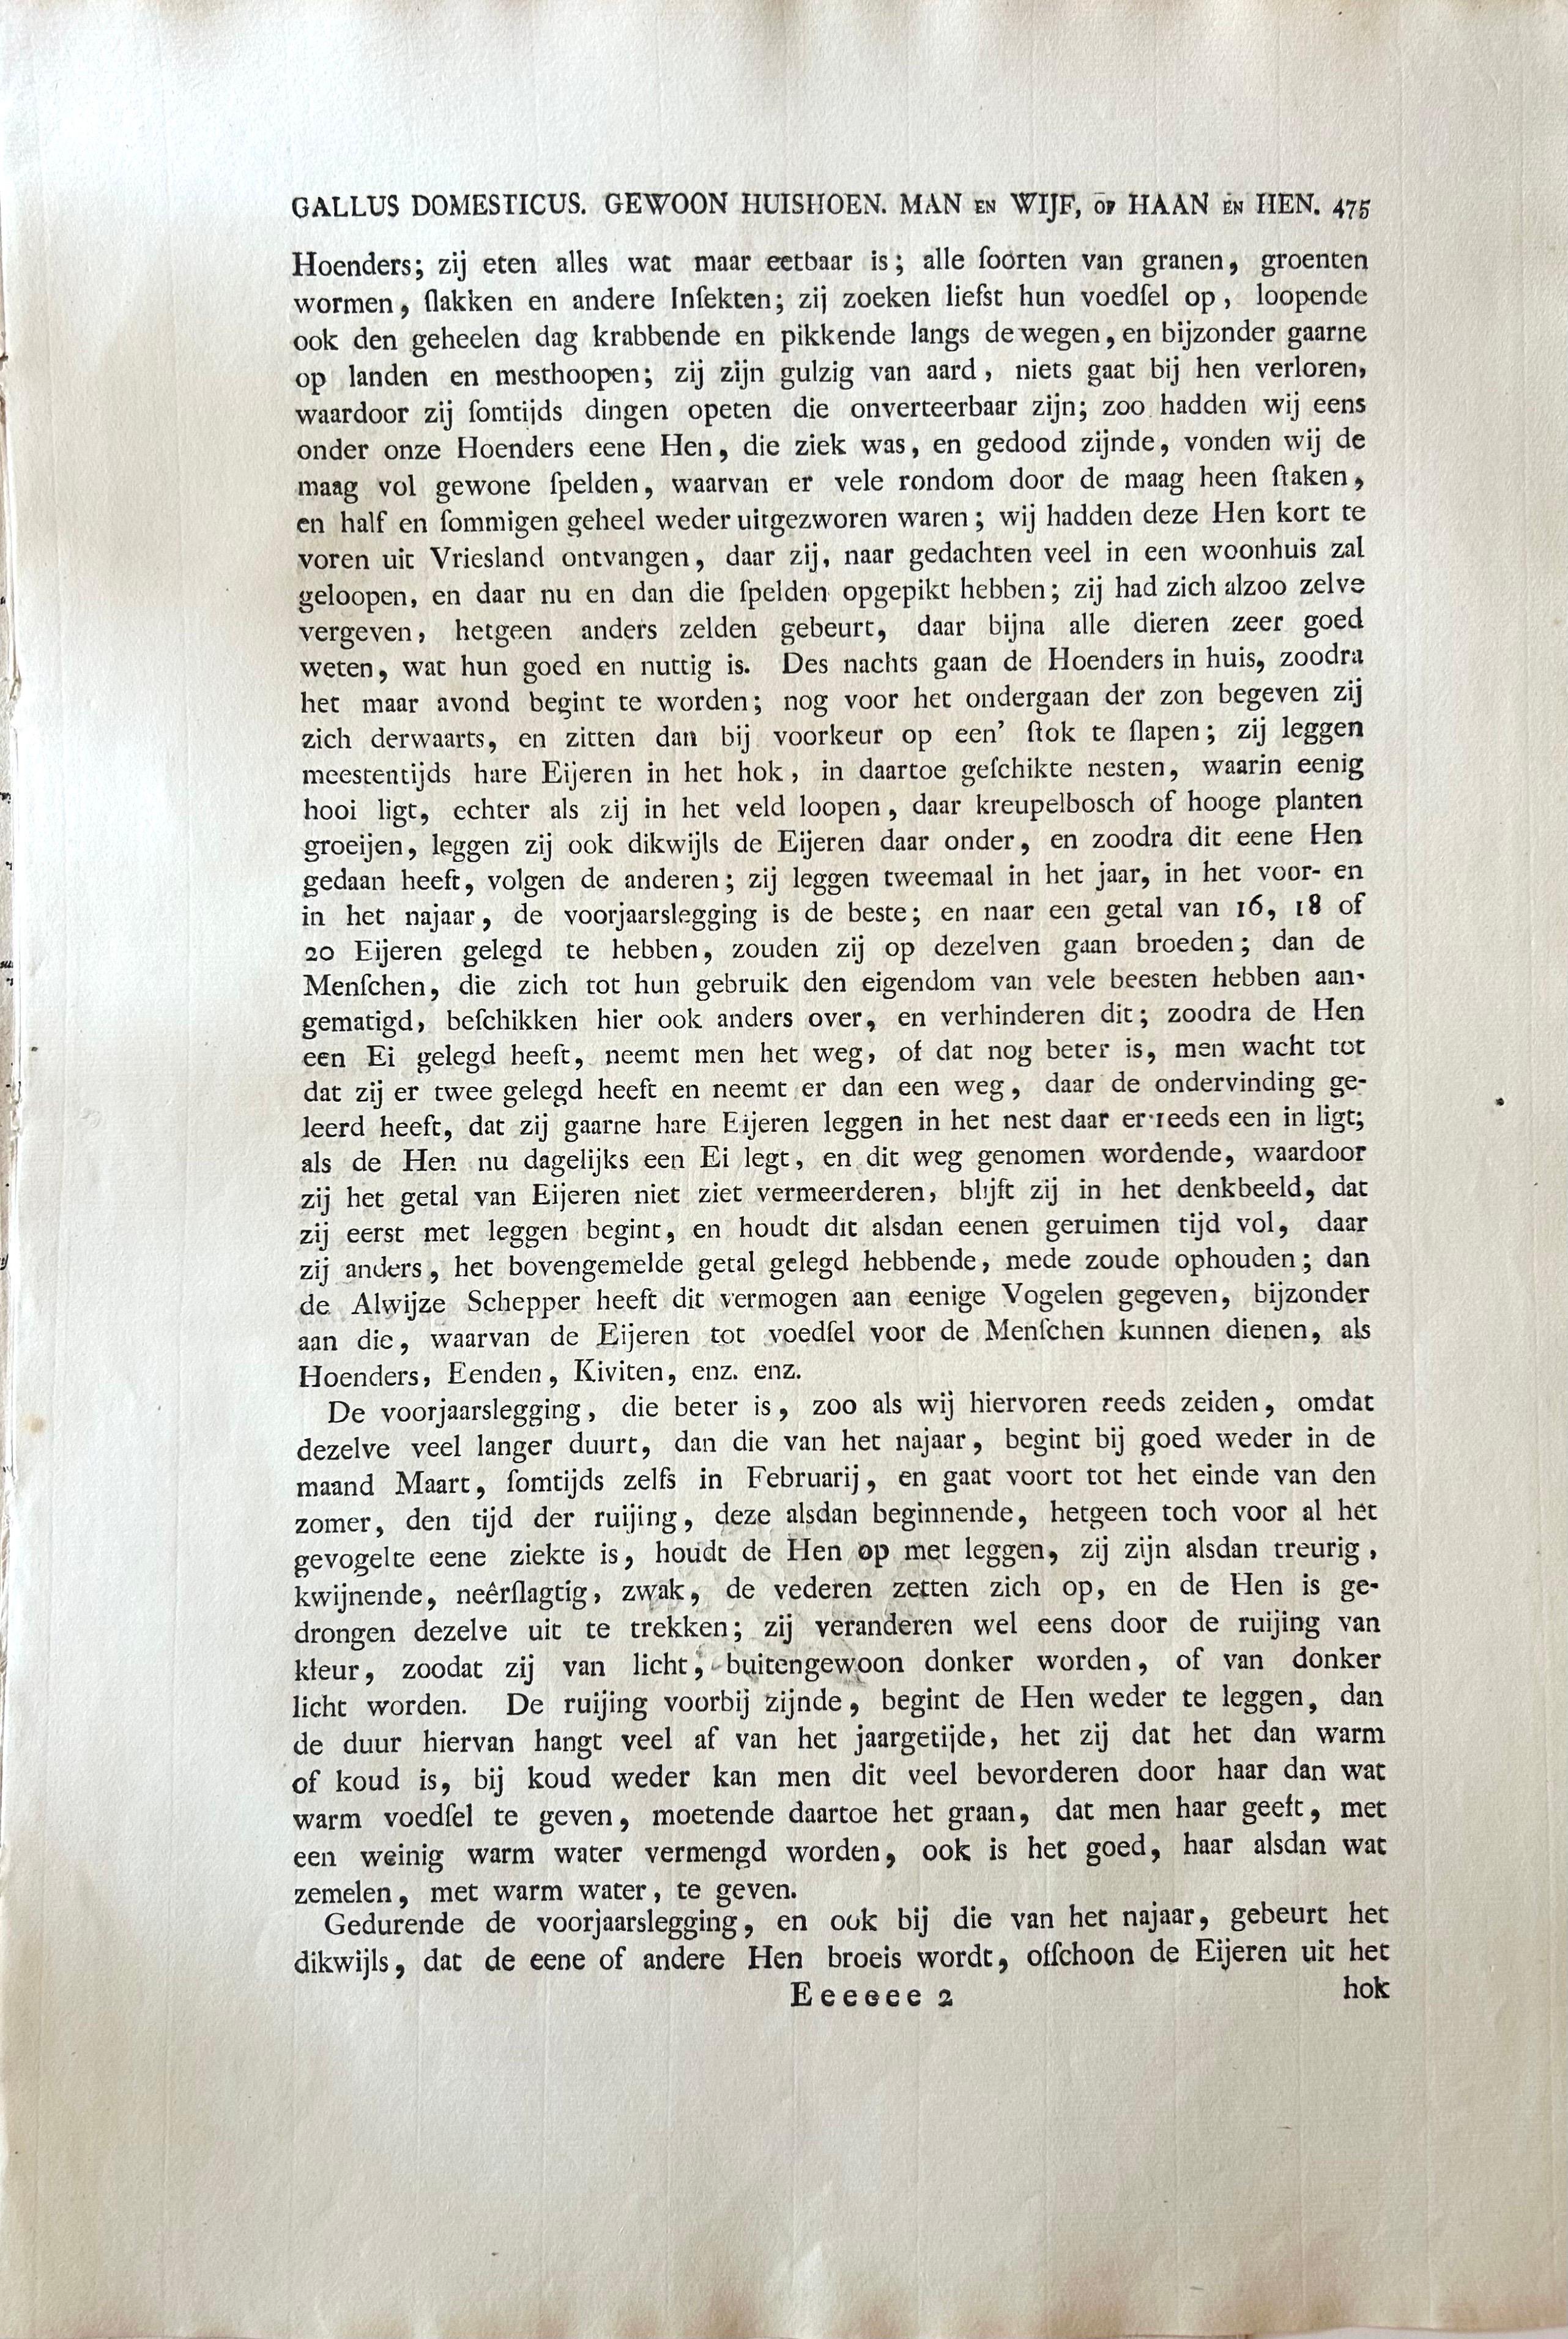 GALLUS DOMESTICUS. GEWOON HUISHOEN. MAN EN WIJF, OF HAAN EN HEN. 475
Hoenders; zij eten alles wat maar eetbaar is; alle ſoorten van granen, groenten
wormen, ſlakken en andere Inſekten; zij zoeken liefst hun voedſel op, loopende
ook den geheelen dag krabbende en pikkende langs de wegen, en bijzonder gaarne
op landen en mesthoopen; zij zijn gulzig van aard, niets gaat bij hen verloren,
waardoor zij ſomtijds dingen opeten die onverteerbaar zijn; zoo hadden wij eens
onder onze Hoenders eene Hen, die ziek was, en gedood zijnde, vonden wij de
maag vol gewone ſpelden, waarvan er vele rondom door de maag heen ſtaken,
en half en ſommigen geheel weder uitgezworen waren; wij hadden deze Hen kort te
voren uit Vriesland ontvangen, daar zij, naar gedachten veel in een woonhuis zal
geloopen, en daar nu en dan die ſpelden opgepikt hebben; zij had zich alzoo zelve
vergeven, hetgeen anders zelden gebeurt, daar bijna alle dieren zeer goed
weten, wat hun goed en nuttig is. Des nachts gaan de Hoenders in huis, zoodra
het maar avond begint te worden; nog voor het ondergaan der zon begeven zij
zich derwaarts, en zitten dan bij voorkeur op een' ſtok te ſlapen; zij leggen
meestentijds hare Eijeren in het hok, in daartoe geſchikte nesten, waarin eenig
hooi ligt, echter als zij in het veld loopen, daar kreupelbosch of hooge planten
groeijen, leggen zij ook dikwijls de Eijeren daar onder, en zoodra dit eene Hen
gedaan heeft, volgen de anderen; zij leggen tweemaal in het jaar, in het voor- en
in het najaar, de voorjaarslegging is de beste; en naar een getal van 16, 18 of
20 Eijeren gelegd te hebben, zouden zij op dezelven gaan broeden; dan de
Menſchen, die zich tot hun gebruik den eigendom van vele beesten hebben aan-
gematigd, beſchikken hier ook anders over, en verhinderen dit; zoodra de Hen
een Ei gelegd heeft, neemt men het weg, of dat nog beter is, men wacht tot
dat zij er twee gelegd heeft en neemt er dan een weg, daar de ondervinding ge-
leerd heeft, dat zij gaarne hare Eijeren leggen in het nest daar er reeds een in ligt;
als de Hen nu dagelijks een Ei legt, en dit weg genomen wordende, waardoor
zij het getal van Eijeren niet ziet vermeerderen, blijft zij in het denkbeeld, dat
zij eerst met leggen begint, en houdt dit alsdan eenen geruimen tijd vol, daar
zij anders, het bovengemelde getal gelegd hebbende, mede zoude ophouden; dan
de Alwijze Schepper heeft dit vermogen aan eenige Vogelen gegeven, bijzonder
aan die, waarvan de Eijeren tot voedſel voor de Menſchen kunnen dienen, als
Hoenders, Eenden, Kiviten, enz. enz.
De voorjaarslegging, die beter is, zoo als wij hiervoren reeds zeiden, omdat
dezelve veel langer duurt, dan die van het najaar, begint bij goed weder in de
maand Maart, ſomtijds zelfs in Februarij, en gaat voort tot het einde van den
zomer, den tijd der ruijing, deze alsdan beginnende, hetgeen toch voor al het
gevogelte eene ziekte is, houdt de Hen op met leggen, zij zijn alsdan treurig,
kwijnende, neêrſlagtig, zwak, de vederen zetten zich op, en de Hen is ge-
drongen dezelve uit te trekken; zij veranderen wel eens door de ruijing van
kleur, zoodat zij van licht, buitengewoon donker worden, of van donker
licht worden. De ruijing voorbij zijnde, begint de Hen weder te leggen, dan
de duur hiervan hangt veel af van het jaargetijde, het zij dat het dan warm
of koud is, bij koud weder kan men dit veel bevorderen door haar dan wat
warm voedſel te geven, moetende daartoe het graan, dat men haar geeft, met
een weinig warm water vermengd worden, ook is het goed, haar alsdan wat
zemelen, met warm water, te geven.
Gedurende de voorjaarslegging, en ook bij die van het najaar, gebeurt het
dikwijls, dat de eene of andere Hen broeis wordt, offchoon de Eijeren uit het
Eeeeee 2 hok